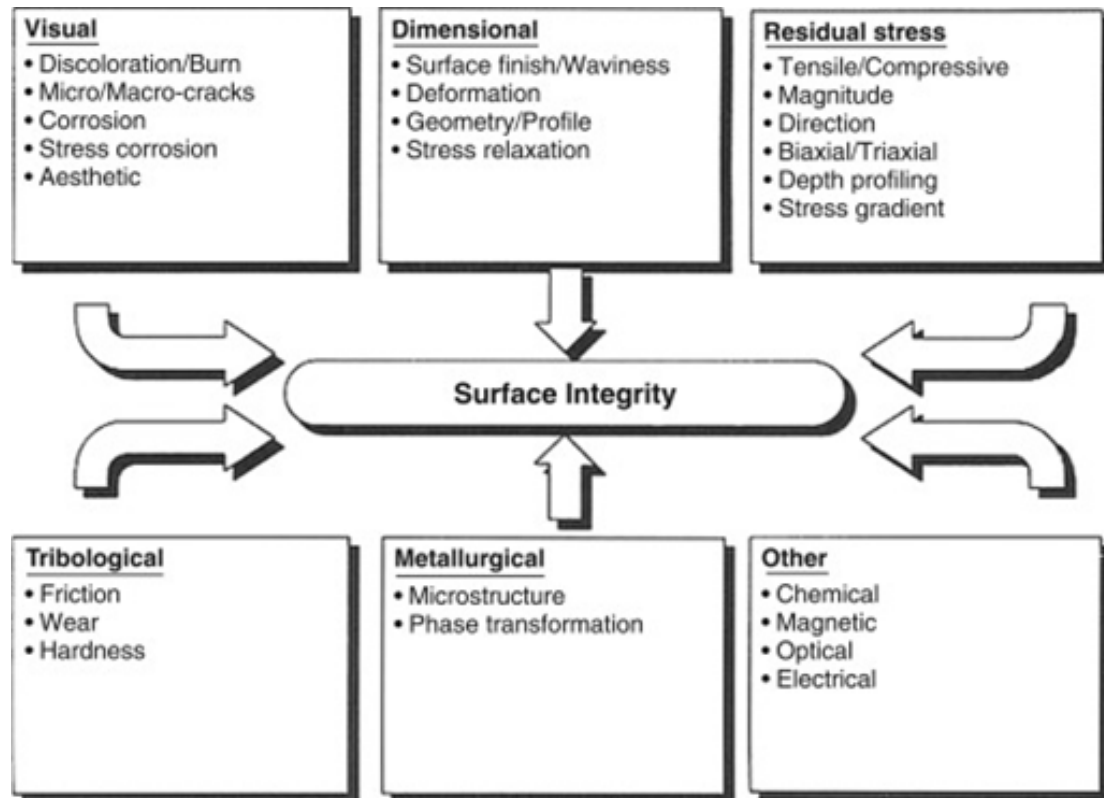 Visual
• Discoloration/Burn
• Micro/Macro-cracks
• Corrosion
• Stress corrosion
• Aesthetic
Dimensional
• Surface finish/Waviness
• Deformation
• Geometry/Profile
• Stress relaxation
Residual stress
• Tensile/Compressive
• Magnitude
• Direction
• Biaxial/Triaxial
• Depth profiling
• Stress gradient
Surface Integrity
Tribological
• Friction
• Wear
• Hardness
Metallurgical
• Microstructure
• Phase transformation
Other
• Chemical
• Magnetic
• Optical
• Electrical